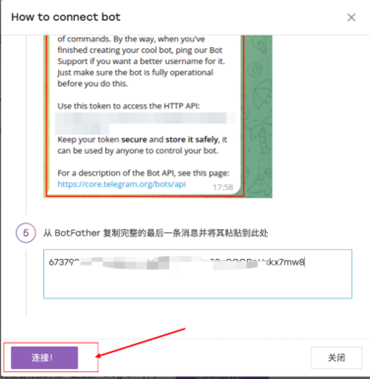 How to connect bot
of commands. By the way, when you've
finished creating your cool bot, ping our Bot
Support if you want a better username for it.
Just make sure the bot is fully operational
before you do this.
Use this token to access the HTTP API:
Keep your token secure and store it safely, it
can be used by anyone to control your bot.
For a description of the Bot API, see this page:
https://core.telegram.org/bots/api
17:58
5
从 BotFather 复制完整的最后一条消息并将其粘贴到此处
连接!
关闭